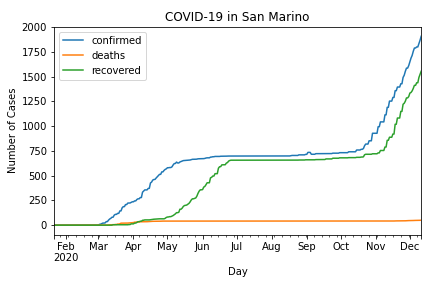 COVID-19 in San Marino
confirmed
deaths
recovered
Number of Cases
2000
1750
1500
1250
1000
750
500
250
0
Feb Mar Apr May Jun Jul Aug Sep Oct Nov Dec
2020
Day